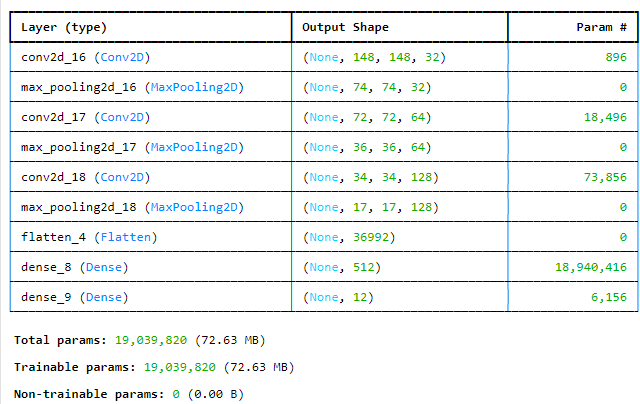 Layer (type) Output Shape Param #
conv2d_16 (Conv2D) (None, 148, 148, 32) 896
max_pooling2d_16 (MaxPooling2D) (None, 74, 74, 32) 0
conv2d_17 (Conv2D) (None, 72, 72, 64) 18,496
max_pooling2d_17 (MaxPooling2D) (None, 36, 36, 64) 0
conv2d_18 (Conv2D) (None, 34, 34, 128) 73,856
max_pooling2d_18 (MaxPooling2D) (None, 17, 17, 128) 0
flatten_4 (Flatten) (None, 36992) 0
dense_8 (Dense) (None, 512) 18,940,416
dense_9 (Dense) (None, 12) 6,156
Total params: 19,039,820 (72.63 MB)
Trainable params: 19,039,820 (72.63 MB)
Non-trainable params: 0 (0.00 B)